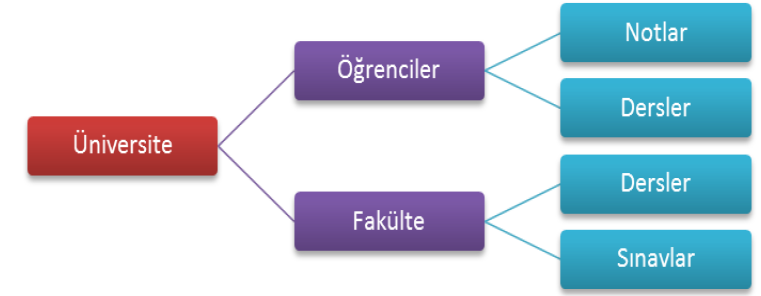 Üniversite
Öğrenciler
Notlar
Dersler
Fakülte
Dersler
Sınavlar